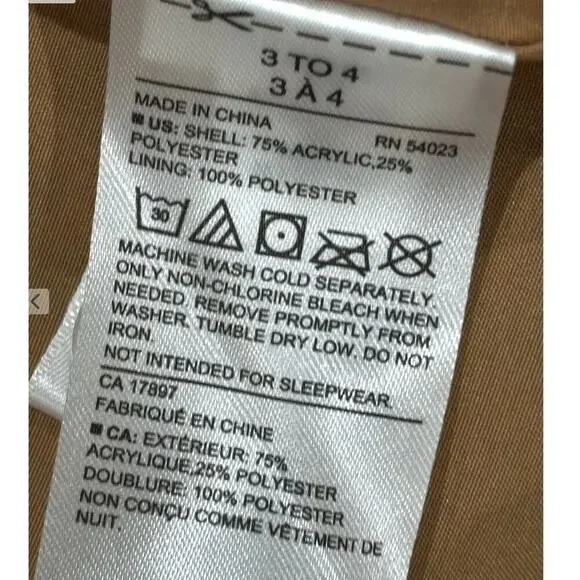 3 TO 4
3 À 4
MADE IN CHINA
RN 54023
■ US: SHELL: 75% ACRYLIC,25%
POLYESTER
LINING: 100% POLYESTER
30
MACHINE WASH COLD SEPARATELY.
ONLY NON-CHLORINE BLEACH WHEN
NEEDED. REMOVE PROMPTLY FROM
WASHER. TUMBLE DRY LOW. DO NOT
IRON.
NOT INTENDED FOR SLEEPWEAR.
CA 17897
FABRIQUÉ EN CHINE
■ CA: EXTÉRIEUR: 75%
ACRYLIQUE,25% POLYESTER
DOUBLURE: 100% POLYESTER
NON CONÇU COMME VÊTEMENT DE
NUIT.